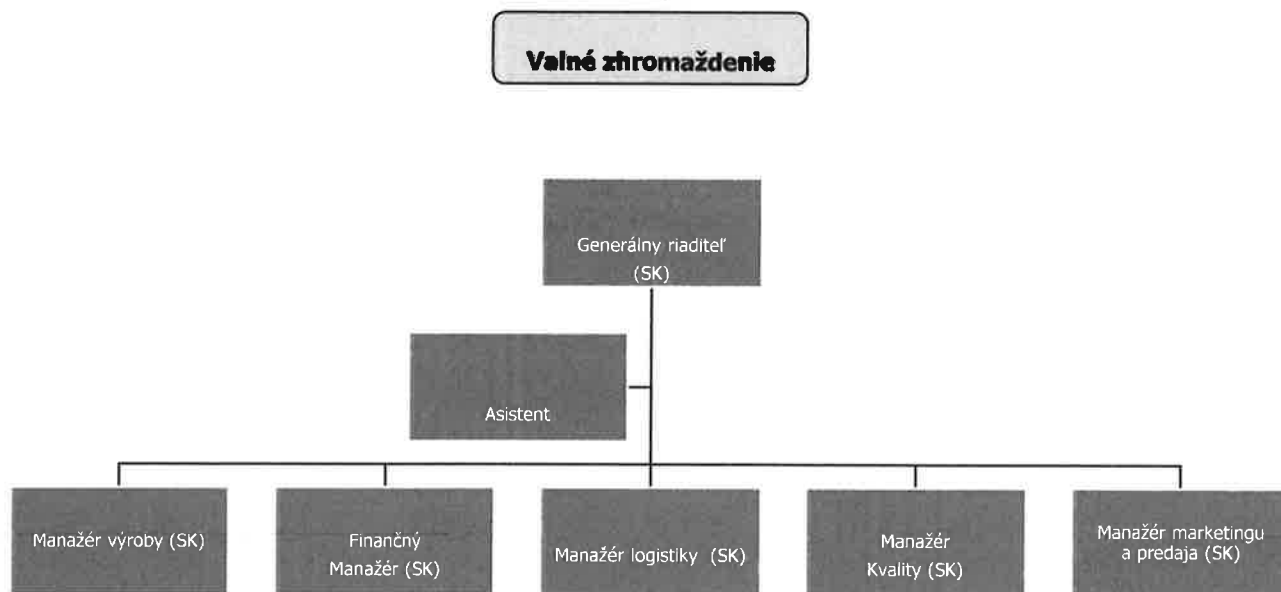 Valné zhromaždenie
Generálny riaditeľ
(SK)
Asistent
Manažér výroby (SK)
Finančný
Manažér (SK)
Manažér logistiky (SK)
Manažér
Kvality (SK)
Manažér marketingu
a predaja (SK)